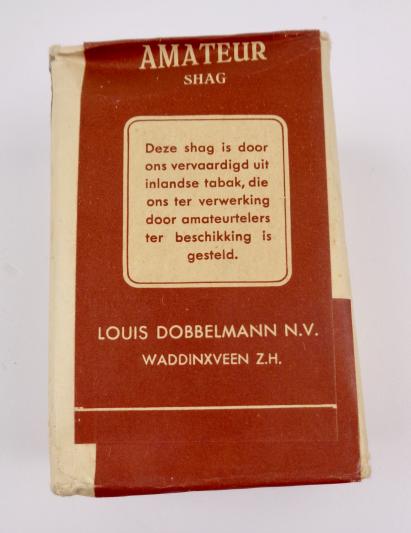 AMATEUR
SHAG
Deze shag is door
ons vervaardigd uit
inlandse tabak, die
ons ter verwerking
door amateurtelers
ter beschikking is
gesteld.
LOUIS DOBBELMANN N.V.
WADDINXVEEN Z.H.